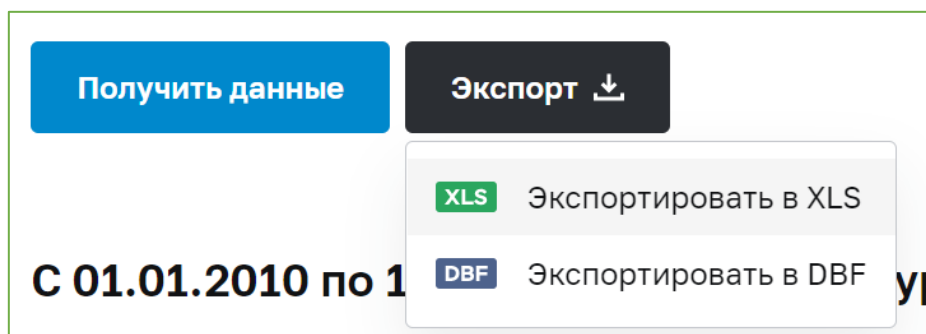 Получить данные
Экспорт
XLS Экспортировать в XLS
DBF Экспортировать в DBF
С 01.01.2010 по 1